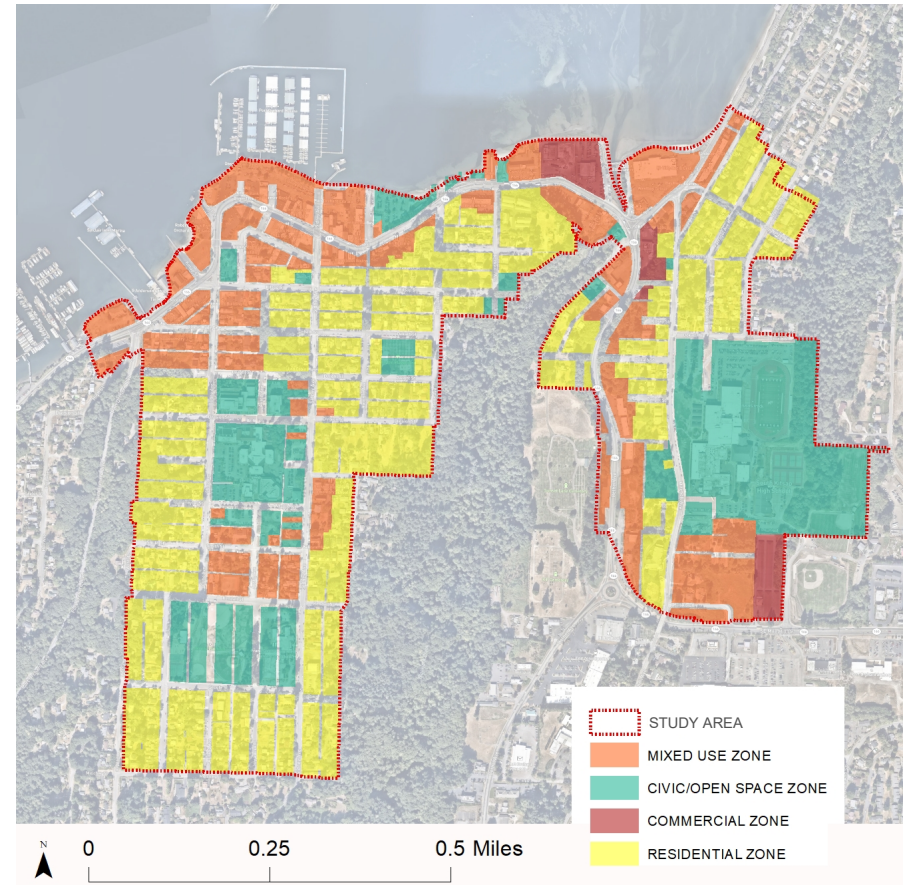 STUDY AREA
MIXED USE ZONE
CIVIC/OPEN SPACE ZONE
COMMERCIAL ZONE
RESIDENTIAL ZONE
N
0 0.25 0.5 Miles